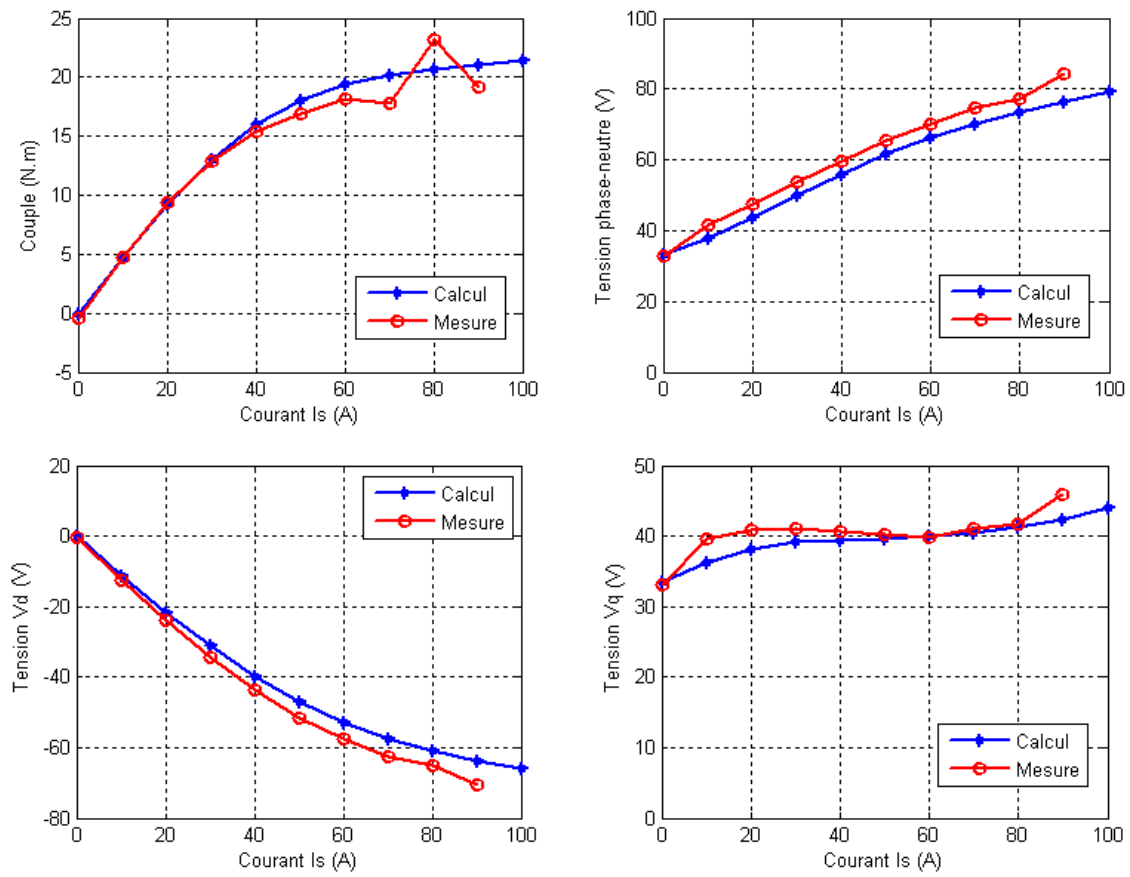 25
20
15
10
5
0
-5
Couple (N.m)
0 20 40 60 80 100
Courant Is (A)
Calcul
Mesure
100
80
60
40
20
0
Tension phase-neutre (V)
0 20 40 60 80 100
Courant Is (A)
Calcul
Mesure
20
0
-20
-40
-60
-80
Tension Vd (V)
0 20 40 60 80 100
Courant Is (A)
Calcul
Mesure
50
40
30
20
10
0
Tension Vq (V)
0 20 40 60 80 100
Courant Is (A)
Calcul
Mesure